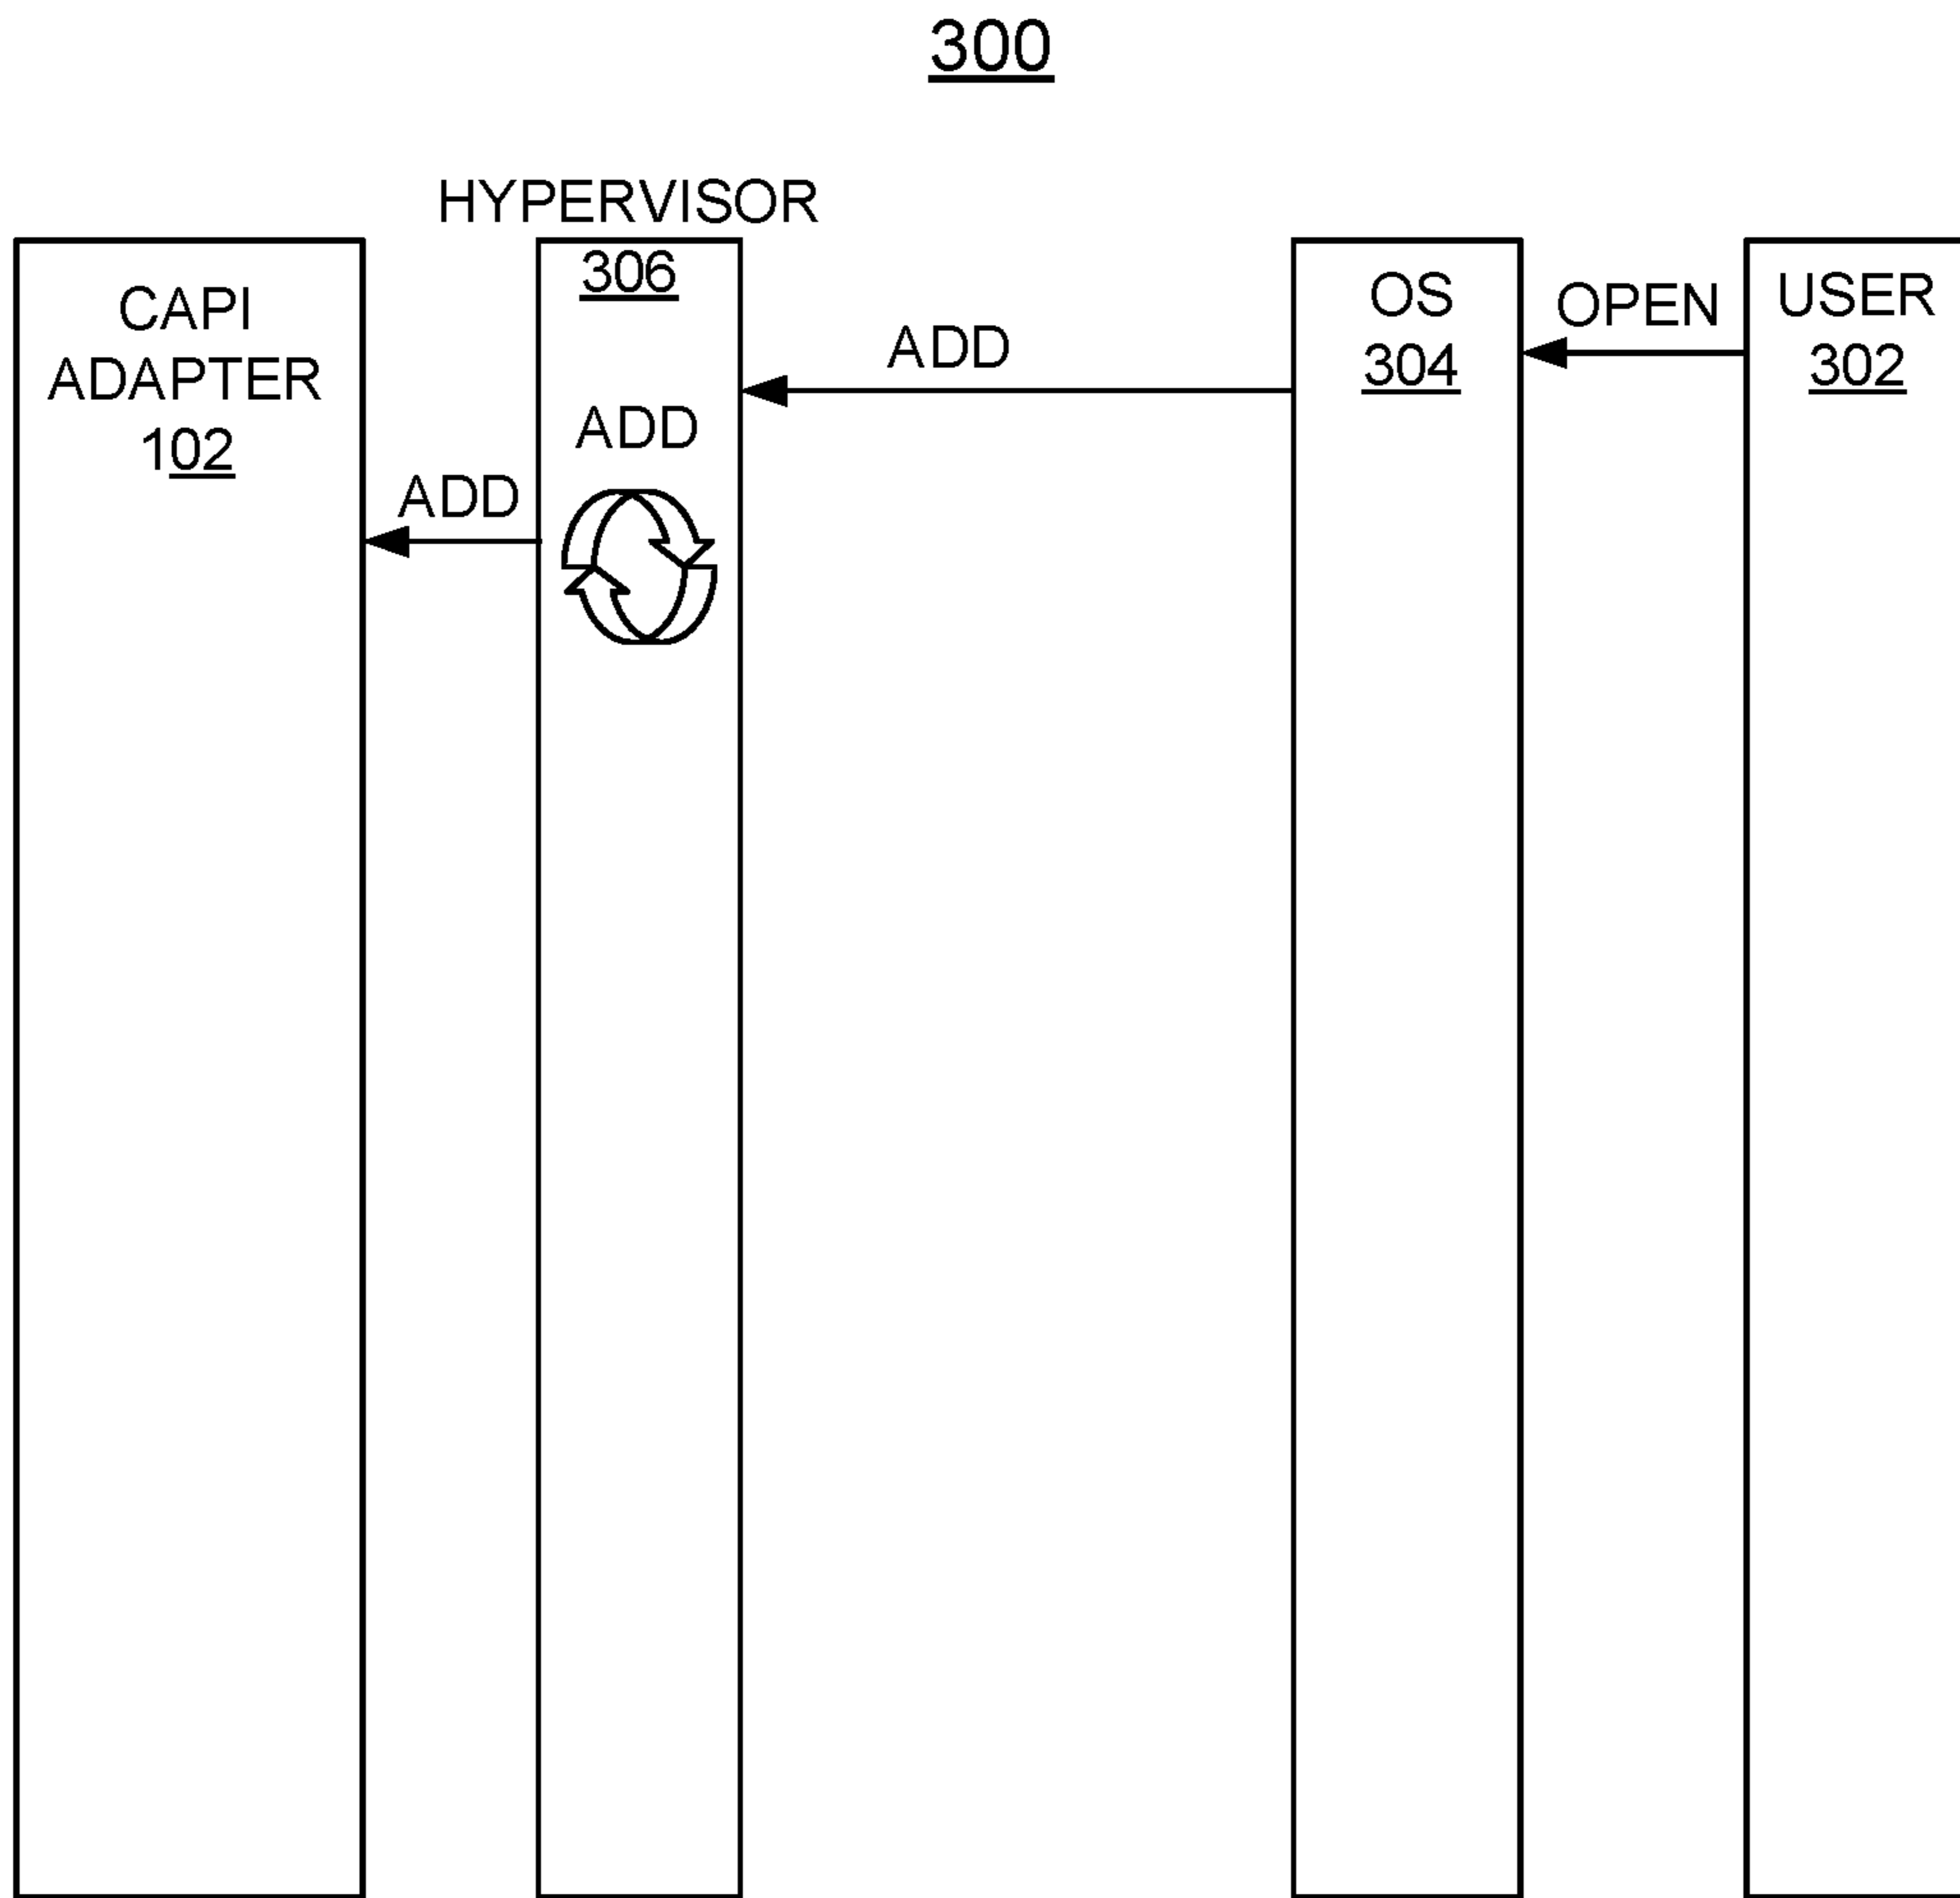 300
HYPERVISOR
306
CAPI
ADAPTER
102
ADD
ADD
ADD
OS
304
OPEN
USER
302